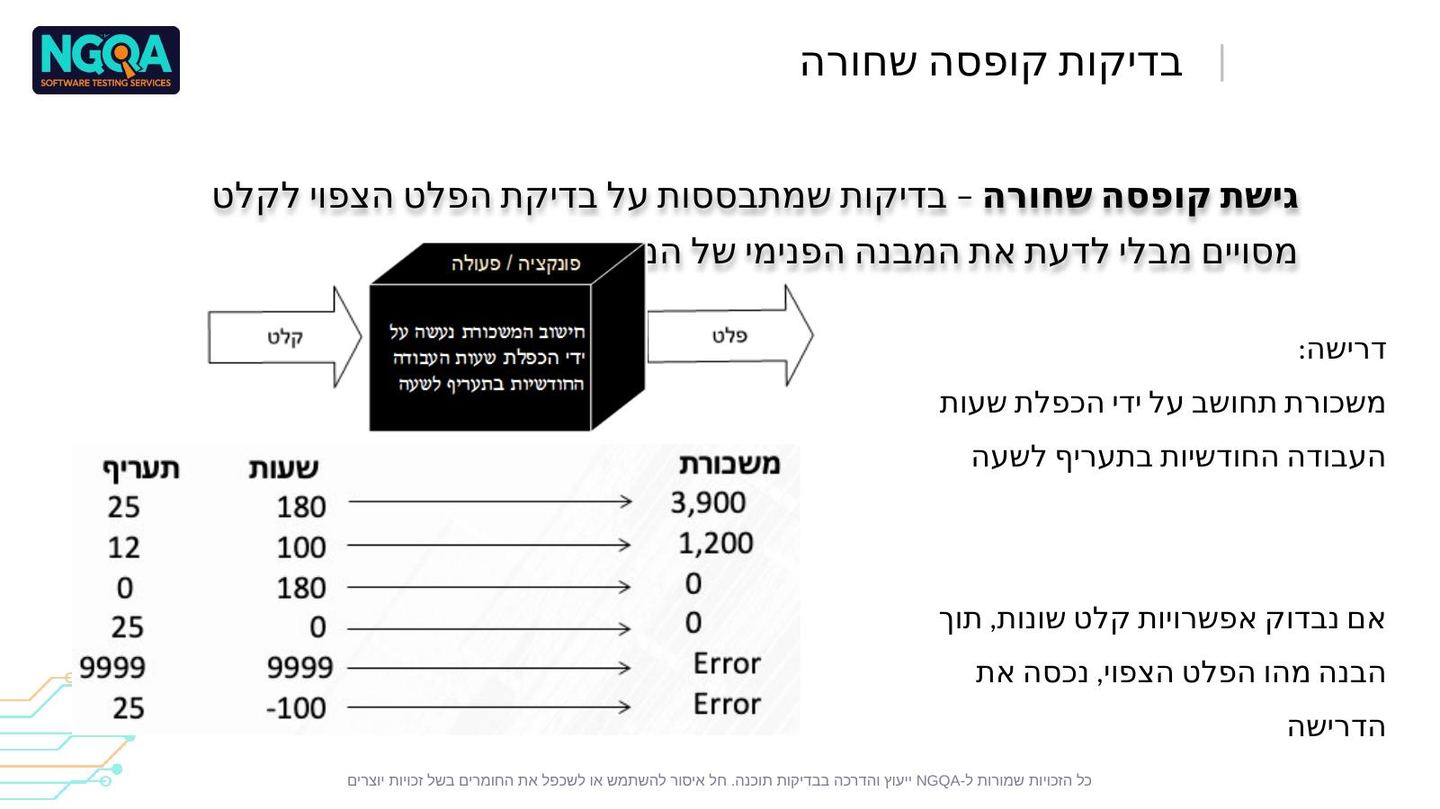 NGQA
SOFTWARE TESTING SERVICES
בדיקות קופסה שחורה
גישת קופסה שחורה – בדיקות שמתבססות על בדיקת הפלט הצפוי לקלט
מסויים מבלי לדעת את המבנה הפנימי של
פונקציה / פעולה
קלט
חישוב המשכורת נעשה על
ידי הכפלת שעות העבודה
החודשיות בתעריף לשעה
פלט
דרישה:
משכורת תחושב על ידי הכפלת שעות
העבודה החודשיות בתעריף לשעה
תעריף שעות משכורת
25 180 3,900
12 100 1,200
0 180 0
25 0 0
9999 9999 Error
25 -100 Error
אם נבדוק אפשרויות קלט שונות, תוך
הבנה מהו הפלט הצפוי, נכסה את
הדרישה
כל הזכויות שמורות ל-NGQA ייעוץ והדרכה בבדיקות תוכנה. חל איסור להשתמש או לשכפל את החומרים בשל זכויות יוצרים